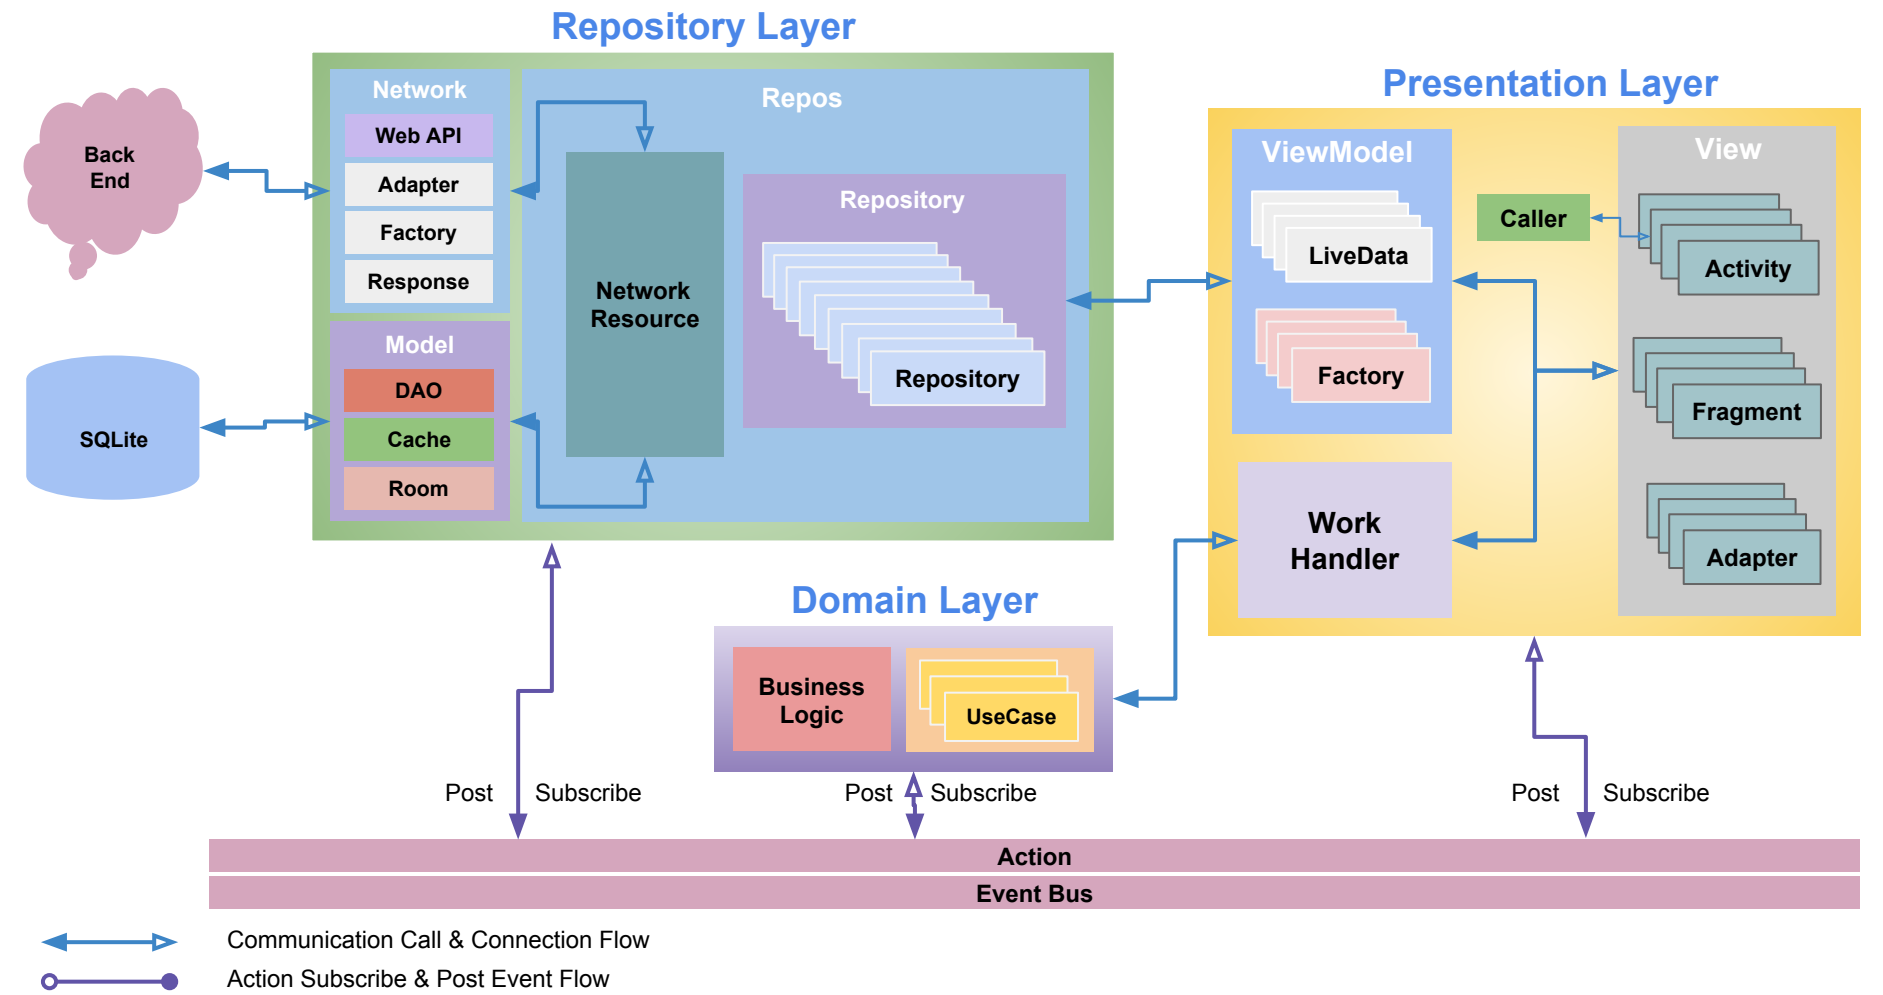 Repository Layer
Presentation Layer
Network
Web API
Adapter
Factory
Response
Repos
Network
Resource
Repository
Repository
Back
End
Model
DAO
Cache
Room
SQLite
ViewModel
LiveData
Factory
Caller
View
Activity
Fragment
Adapter
Work
Handler
Domain Layer
Business
Logic
UseCase
Post
Subscribe
Post
Subscribe
Post
Subscribe
Action
Event Bus
Communication Call & Connection Flow
Action Subscribe & Post Event Flow